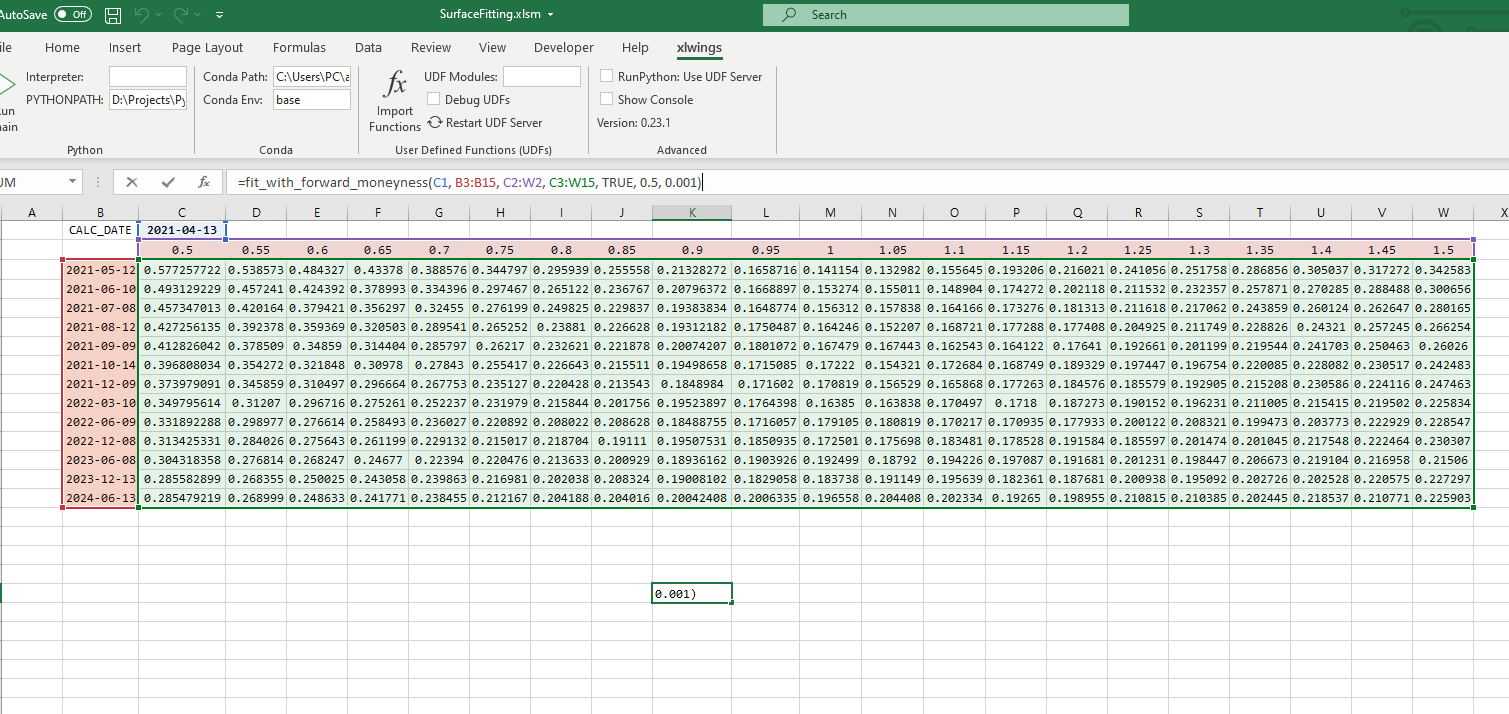 AutoSave Off SurfaceFitting.xlsm Search
ile Home Insert Page Layout Formulas Data Review View Developer Help xlwings
Interpreter: Conda Path: C:\Users\PC\a UDF Modules: RunPython: Use UDF Server
PYTHONPATH: D:\Projects\Py Conda Env: base fx Debug UDFs Show Console
un Import Restart UDF Server Version: 0.23.1
ain Functions
Python Conda User Defined Functions (UDFs) Advanced
UM fx =fit_with_forward_moneyness(C1, B3:B15, C2:W2, C3:W15, TRUE, 0.5, 0.001)
A B C D E F G H I J K L M N O P Q R S T U V W X
CALC_DATE 2021-04-13
0.5 0.55 0.6 0.65 0.7 0.75 0.8 0.85 0.9 0.95 1 1.05 1.1 1.15 1.2 1.25 1.3 1.35 1.4 1.45 1.5
2021-05-12 0.577257722 0.538573 0.484327 0.43378 0.388576 0.344797 0.295939 0.255558 0.21328272 0.1658716 0.141154 0.132982 0.155645 0.193206 0.216021 0.241056 0.251758 0.286856 0.305037 0.317272 0.342583
2021-06-10 0.493129229 0.457241 0.424392 0.378993 0.334396 0.297467 0.265122 0.236767 0.20796372 0.1668897 0.153274 0.155011 0.148904 0.174272 0.202118 0.211532 0.232357 0.257871 0.270285 0.288488 0.300656
2021-07-08 0.457347013 0.420164 0.379421 0.356297 0.32455 0.276199 0.249825 0.229837 0.19383834 0.1648774 0.156312 0.157838 0.164166 0.173276 0.181313 0.211618 0.217062 0.243859 0.260124 0.262647 0.280165
2021-08-12 0.427256135 0.392378 0.359369 0.320503 0.289541 0.265252 0.23881 0.226628 0.19312182 0.1750487 0.164246 0.152207 0.168721 0.177288 0.177408 0.204925 0.211749 0.228826 0.24321 0.257245 0.266254
2021-09-09 0.412826042 0.378509 0.34859 0.314404 0.285797 0.26217 0.232621 0.221878 0.20074207 0.1801072 0.167479 0.167443 0.162543 0.164122 0.17641 0.192661 0.201199 0.219544 0.241703 0.250463 0.26026
2021-10-14 0.396808034 0.354272 0.321848 0.30978 0.27843 0.255417 0.226643 0.215511 0.19498658 0.1715085 0.17222 0.154321 0.172684 0.168749 0.189329 0.197447 0.196754 0.220085 0.228082 0.230517 0.242483
2021-12-09 0.373979091 0.345859 0.310497 0.296664 0.267753 0.235127 0.220428 0.213543 0.1848984 0.171602 0.170819 0.156529 0.165868 0.177263 0.184576 0.185579 0.192905 0.215208 0.230586 0.224116 0.247463
2022-03-10 0.349795614 0.31207 0.296716 0.275261 0.252237 0.231979 0.215844 0.201756 0.19523897 0.1764398 0.16385 0.163838 0.170497 0.1718 0.187273 0.190152 0.196231 0.211005 0.215415 0.219502 0.225834
2022-06-09 0.331892288 0.298977 0.276614 0.258493 0.236027 0.220892 0.208022 0.208628 0.18488755 0.1716057 0.179105 0.180819 0.170217 0.170935 0.177933 0.200122 0.208321 0.199473 0.203773 0.222929 0.228547
2022-12-08 0.313425331 0.284026 0.275643 0.261199 0.229132 0.215017 0.218704 0.19111 0.19507531 0.1850935 0.172501 0.175698 0.183481 0.178528 0.191584 0.185597 0.201474 0.201045 0.217548 0.222464 0.230307
2023-06-08 0.304318358 0.276814 0.268247 0.24677 0.22394 0.220476 0.213633 0.200929 0.18936162 0.1903926 0.192499 0.18792 0.194226 0.197087 0.191681 0.201231 0.198447 0.206673 0.219104 0.216958 0.21506
2023-12-13 0.285582899 0.268355 0.250025 0.243058 0.239863 0.216981 0.202038 0.208324 0.19008102 0.1829058 0.183738 0.191149 0.195639 0.182361 0.187681 0.200938 0.195092 0.202726 0.202528 0.220575 0.227297
2024-06-13 0.285479219 0.268999 0.248633 0.241771 0.238455 0.212167 0.204188 0.204016 0.20042408 0.2006335 0.196558 0.204408 0.202334 0.19265 0.198955 0.210815 0.210385 0.202445 0.218537 0.210771 0.225903
0.001)